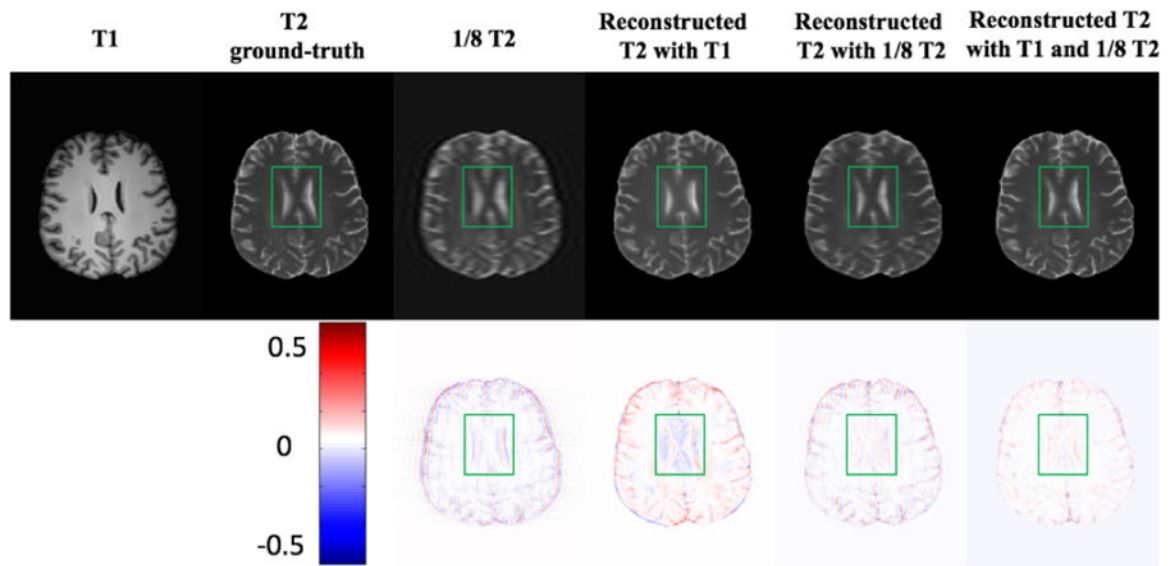 T1
T2
ground-truth
1/8 T2
Reconstructed
T2 with T1
Reconstructed
T2 with 1/8 T2
Reconstructed T2
with T1 and 1/8 T2
0.5
0
-0.5